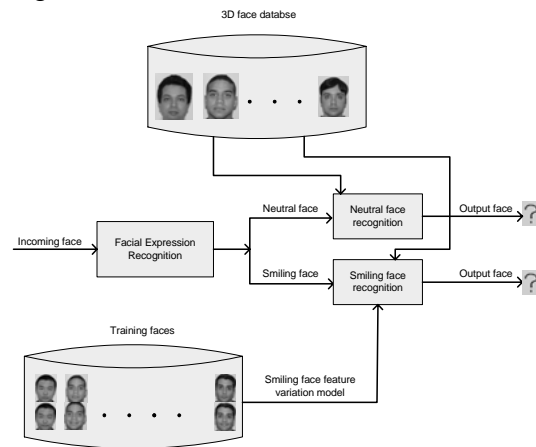 3D face databse
Neutral face
Neutral face
recognition
Output face
?
Incoming face
Facial Expression
Recognition
Smiling face
Smiling face
recognition
Output face
?
Training faces
Smiling face feature
variation model